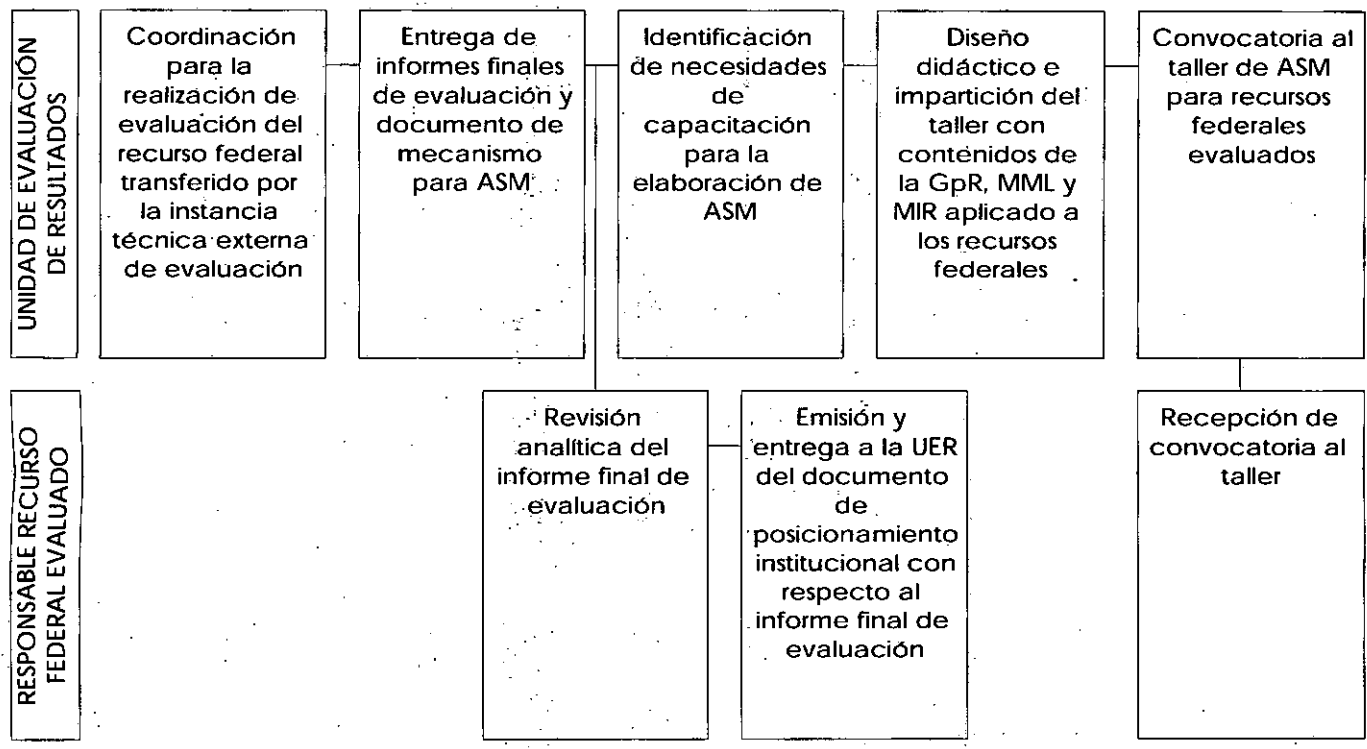 UNIDAD DE EVALUACIÓN
DE RESULTADOS
Coordinación
para la
realización de
evaluación del
recurso federal
transferido por
la instancia
técnica externa
de evaluación
Entrega de
informes finales
de evaluación y
documento de
mecanismo
para ASM
Identificación
de necesidades
de
capacitación
para la
elaboración de
ASM
Diseño
didáctico e
impartición del
taller con
contenidos de
la GpR, MML y
MIR aplicado a
los recursos
federales
Convocatoria al
taller de ASM
para recursos
federales
evaluados
RESPONSABLE RECURSO
FEDERAL EVALUADO
Revisión
analítica del
informe final de
evaluación
Emisión y
entrega a la UER
del documento
de
posicionamiento
institucional con
respecto al
informe final de
evaluación
Recepción de
convocatoria al
taller